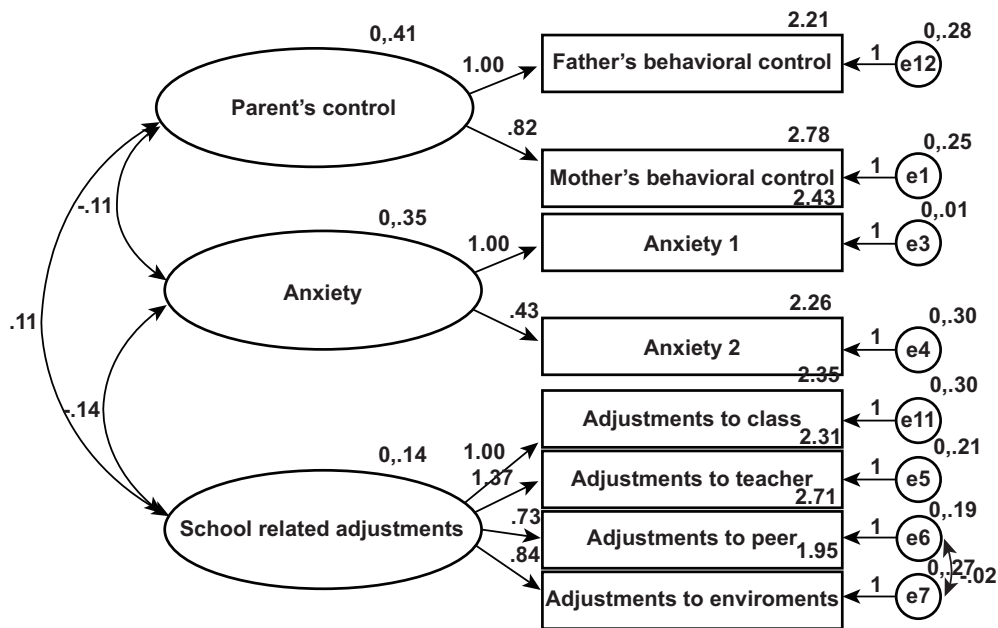 0,.41
2.21
0,.28
1.00
Father's behavioral control
1
e12
Parent's control
.82
2.78
0,.25
Mother's behavioral control
1
e1
-.11
2.43
0,.01
0,.35
1.00
Anxiety 1
1
e3
Anxiety
.43
2.26
0,.30
.11
Anxiety 2
1
e4
2.35
0,.30
-.14
Adjustments to class
1
e11
2.31
0,.21
0,.14
1.00
1.37
Adjustments to teacher
1
e5
2.71
0,.19
School related adjustments
.73
Adjustments to peer
1
e6
1.95
0,.27
-.02
.84
Adjustments to enviroments
1
e7